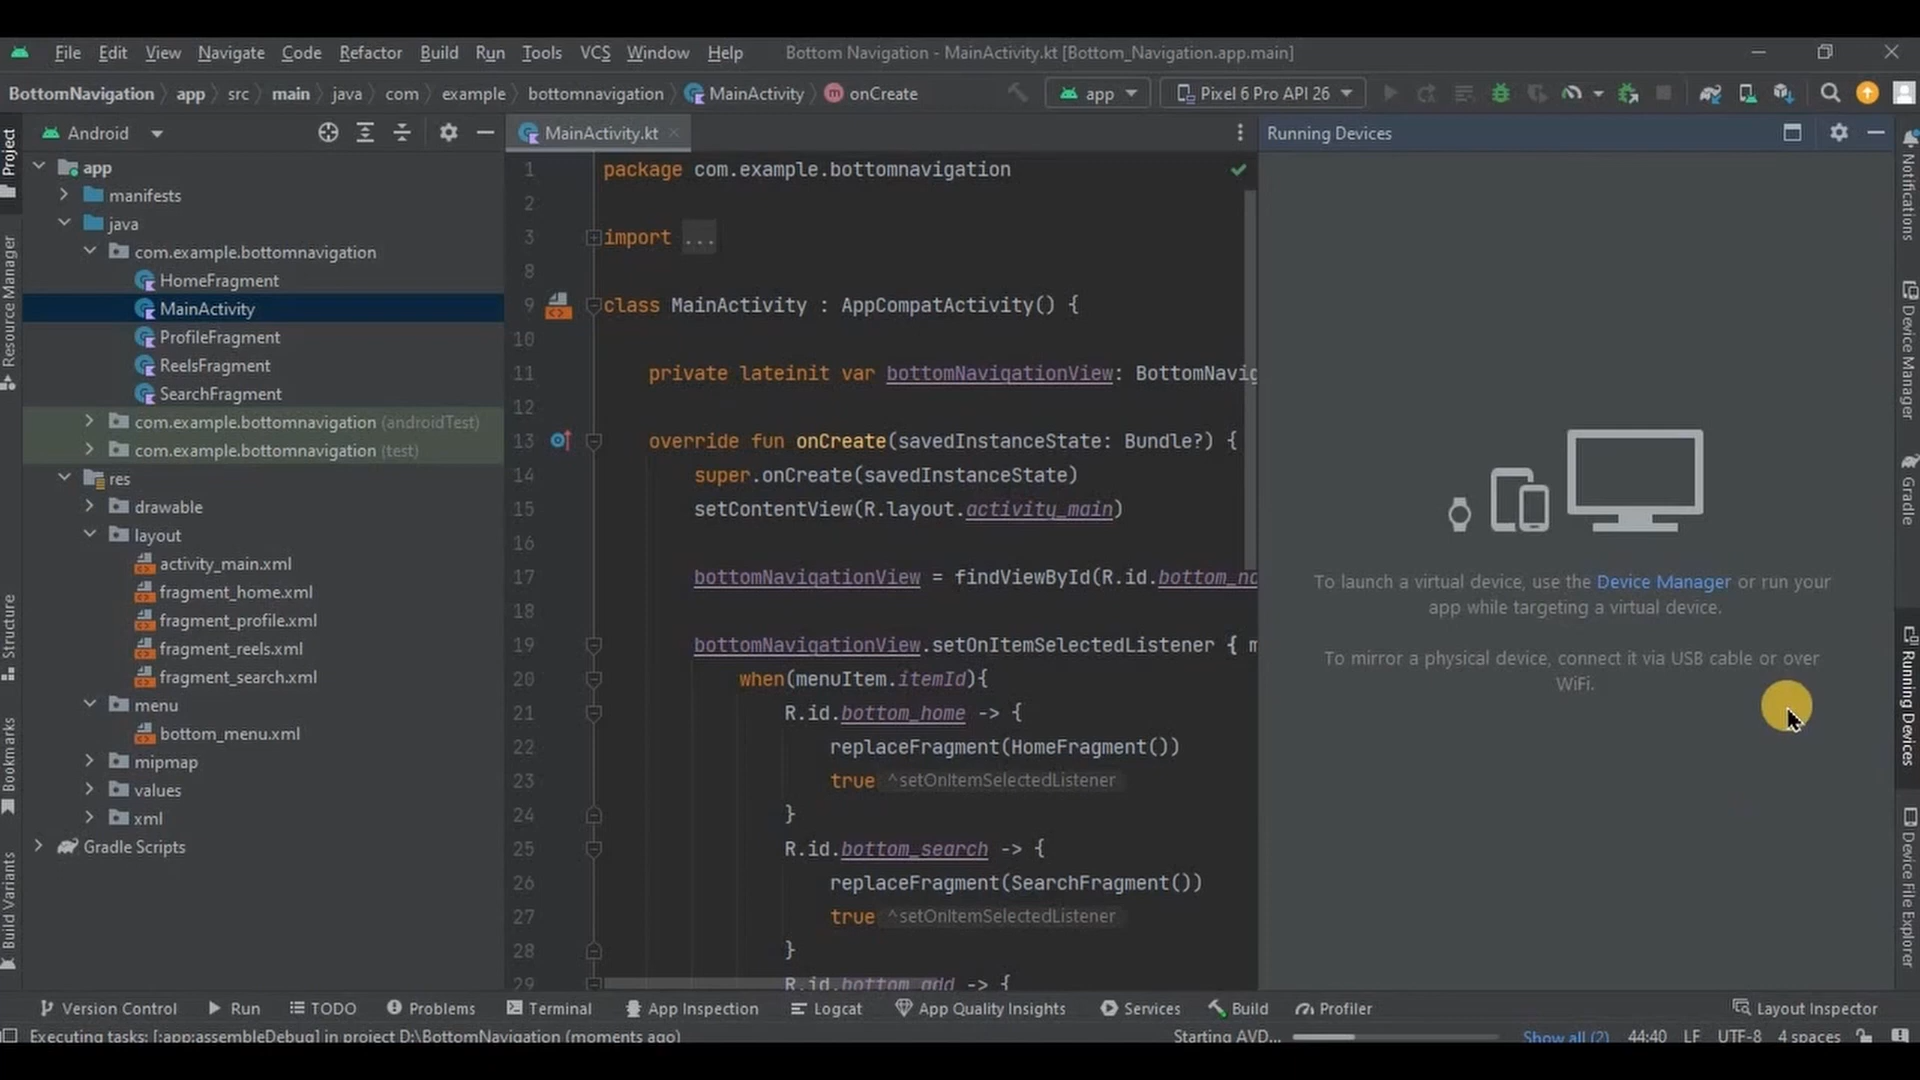 File Edit View Navigate Code Refactor Build Run Tools VCS Window Help Bottom Navigation - MainActivity.kt [Bottom_Navigation.app.main]
BottomNavigation app src main java com example bottomnavigation MainActivity m onCreate app Pixel 6 Pro API 26
Project
Resource Manager
Structure
Bookmarks
Build Variants
Android
app
manifests
java
com.example.bottomnavigation
HomeFragment
MainActivity
ProfileFragment
ReelsFragment
SearchFragment
com.example.bottomnavigation (androidTest)
com.example.bottomnavigation (test)
res
drawable
layout
activity_main.xml
fragment_home.xml
fragment_profile.xml
fragment_reels.xml
fragment_search.xml
menu
bottom_menu.xml
mipmap
values
xml
Gradle Scripts
MainActivity.kt
1 package com.example.bottomnavigation
2
3 import ...
8
9 class MainActivity : AppCompatActivity() {
10
11 private lateinit var bottomNavigationView: BottomNavig
12
13 override fun onCreate(savedInstanceState: Bundle?) {
14 super.onCreate(savedInstanceState)
15 setContentView(R.layout.activity_main)
16
17 bottomNavigationView = findViewById(R.id.bottom_na
18
19 bottomNavigationView.setOnItemSelectedListener { m
20 when(menuItem.itemId){
21 R.id.bottom_home -> {
22 replaceFragment(HomeFragment())
23 true ^setOnItemSelectedListener
24 }
25 R.id.bottom_search -> {
26 replaceFragment(SearchFragment())
27 true ^setOnItemSelectedListener
28 }
29 R.id.bottom_add -> {
Running Devices
To launch a virtual device, use the Device Manager or run your
app while targeting a virtual device.
To mirror a physical device, connect it via USB cable or over
WiFi.
Notifications
Device Manager
Gradle
Running Devices
Device File Explorer
Version Control Run TODO Problems Terminal App Inspection Logcat App Quality Insights Services Build Profiler Layout Inspector
Executing tasks: [:app:assembleDebug] in project D:\BottomNavigation (moments ago) Starting AVD... Show all (2) 44:40 LF UTF-8 4 spaces